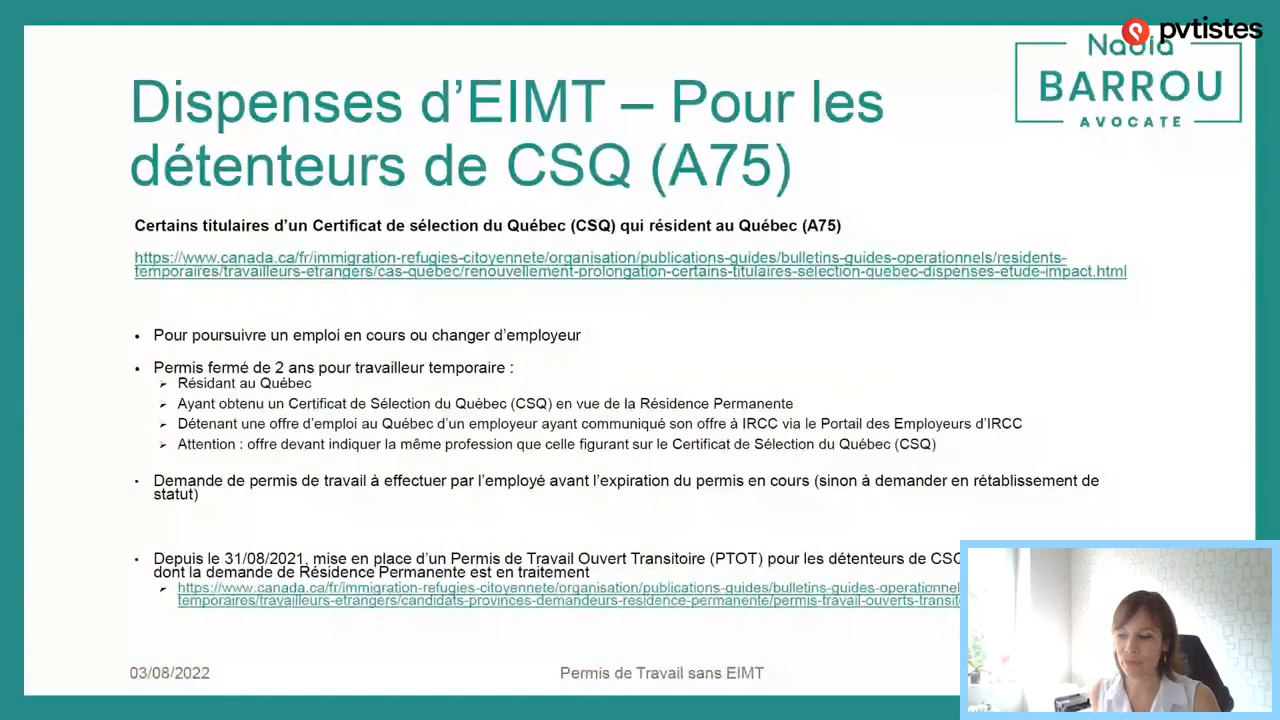 pvtistes
Nadia
BARROU
AVOCATE
Dispenses d’EIMT – Pour les
détenteurs de CSQ (A75)
Certains titulaires d’un Certificat de sélection du Québec (CSQ) qui résident au Québec (A75)
https://www.canada.ca/fr/immigration-refugies-citoyennete/organisation/publications-guides/bulletins-guides-operationnels/residents-
temporaires/travailleurs-etrangers/cas-quebec/renouvellement-prolongation-certains-titulaires-selection-quebec-dispenses-etude-impact.html
• Pour poursuivre un emploi en cours ou changer d’employeur
• Permis fermé de 2 ans pour travailleur temporaire :
➢ Résidant au Québec
➢ Ayant obtenu un Certificat de Sélection du Québec (CSQ) en vue de la Résidence Permanente
➢ Détenant une offre d’emploi au Québec d’un employeur ayant communiqué son offre à IRCC via le Portail des Employeurs d’IRCC
➢ Attention : offre devant indiquer la même profession que celle figurant sur le Certificat de Sélection du Québec (CSQ)
• Demande de permis de travail à effectuer par l’employé avant l’expiration du permis en cours (sinon à demander en rétablissement de
statut)
• Depuis le 31/08/2021, mise en place d’un Permis de Travail Ouvert Transitoire (PTOT) pour les détenteurs de CSQ
dont la demande de Résidence Permanente est en traitement
➢ https://www.canada.ca/fr/immigration-refugies-citoyennete/organisation/publications-guides/bulletins-guides-operationnel
temporaires/travailleurs-etrangers/candidats-provinces-demandeurs-residence-permanente/permis-travail-ouverts-transit
03/08/2022
Permis de Travail sans EIMT